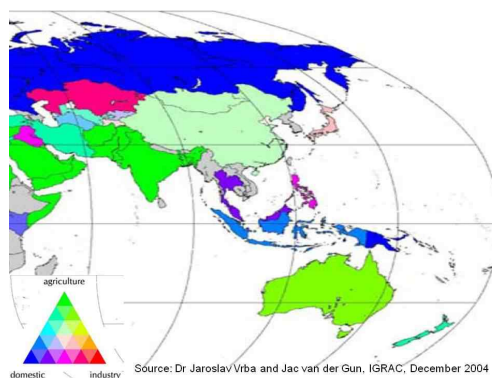 agriculture
domestic industry
Source: Dr Jaroslav Vrba and Jac van der Gun, IGRAC, December 2004